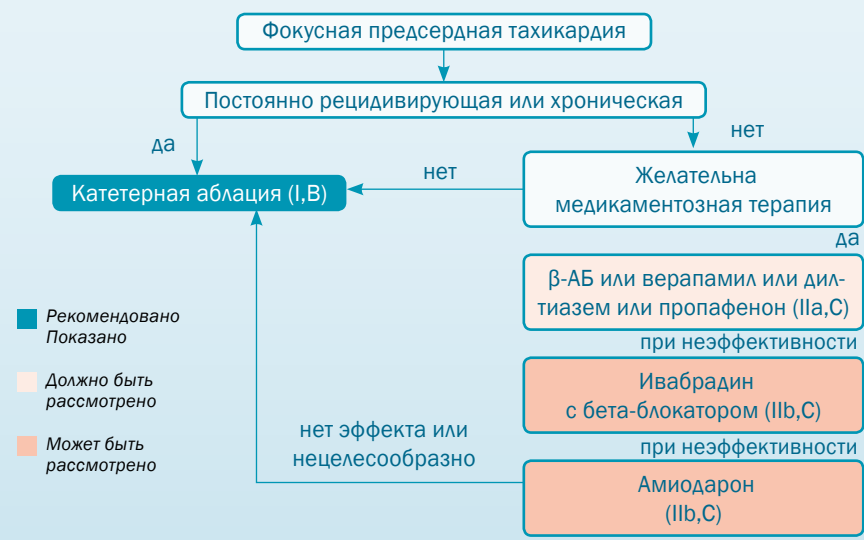 Фокусная предсердная тахикардия
Постоянно рецидивирующая или хроническая
да
нет
Катетерная аблация (I,B)
нет
Желательна
медикаментозная терапия
да
β-АБ или верапамил или дил-
тиазем или пропафенон (IIa,C)
при неэффективности
Ивабрадин
с бета-блокатором (IIb,C)
при неэффективности
Амиодарон
(IIb,C)
нет эффекта или
нецелесообразно
Рекомендовано
Показано
Должно быть
рассмотрено
Может быть
рассмотрено